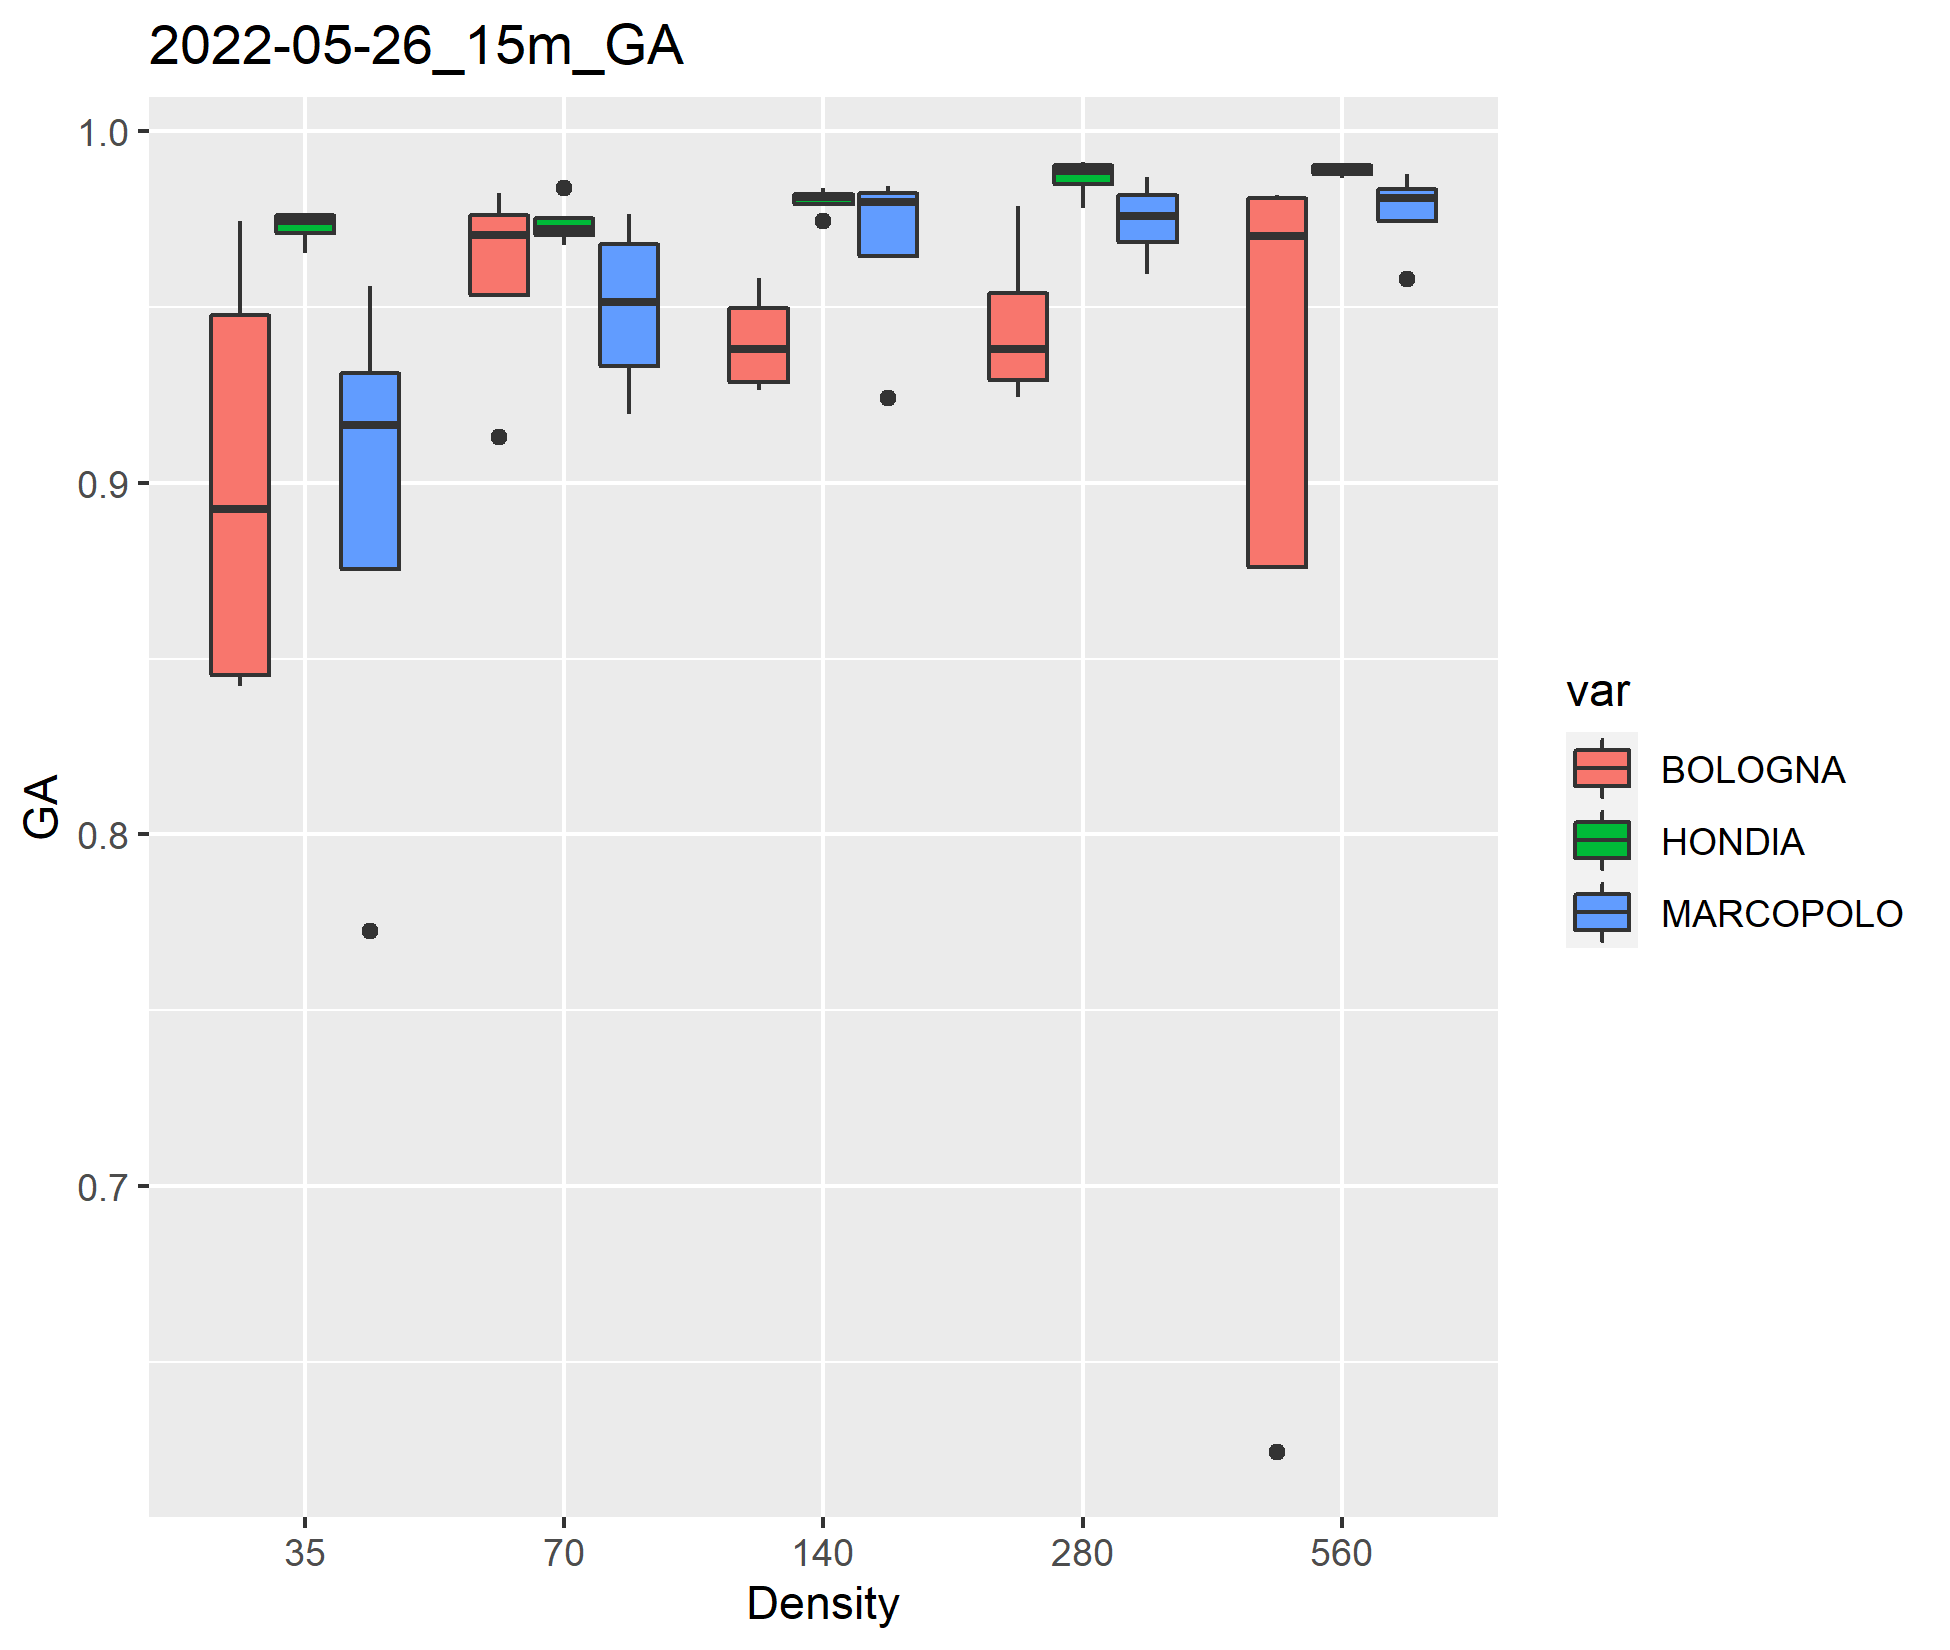 2022-05-26_15m_GA
1.0
0.9
0.8
0.7
GA
35 70 140 280 560
Density
var
BOLOGNA
HONDIA
MARCOPOLO